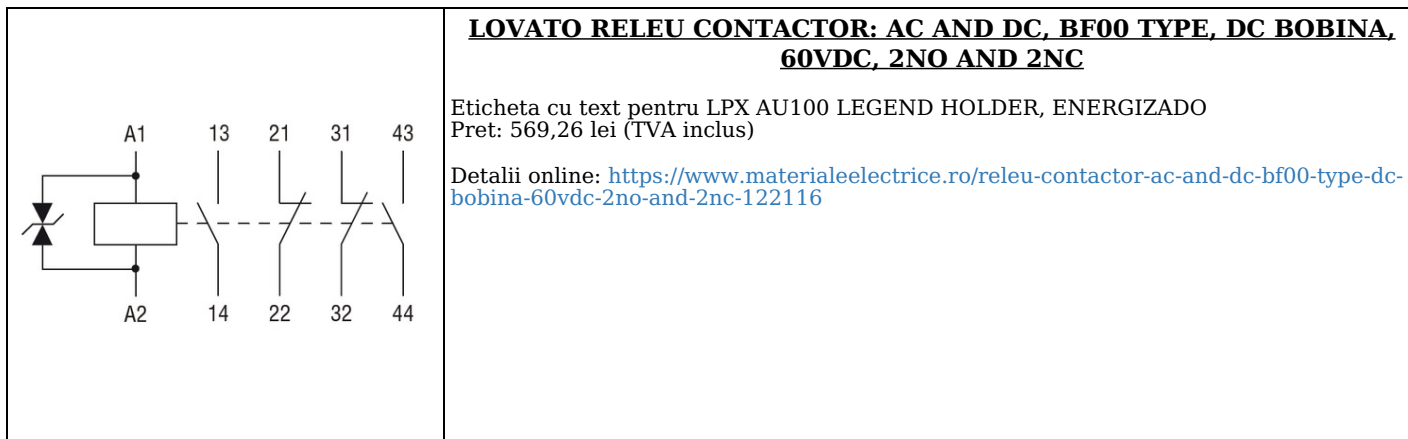 LOVATO RELEU CONTACTOR: AC AND DC, BF00 TYPE, DC BOBINA,
60VDC, 2NO AND 2NC
Eticheta cu text pentru LPX AU100 LEGEND HOLDER, ENERGIZADO
Pret: 569,26 lei (TVA inclus)
Detalii online: https://www.materialeelectrice.ro/releu-contactor-ac-and-dc-bf00-type-dc-
bobina-60vdc-2no-and-2nc-122116
A1 13 21 31 43
A2 14 22 32 44